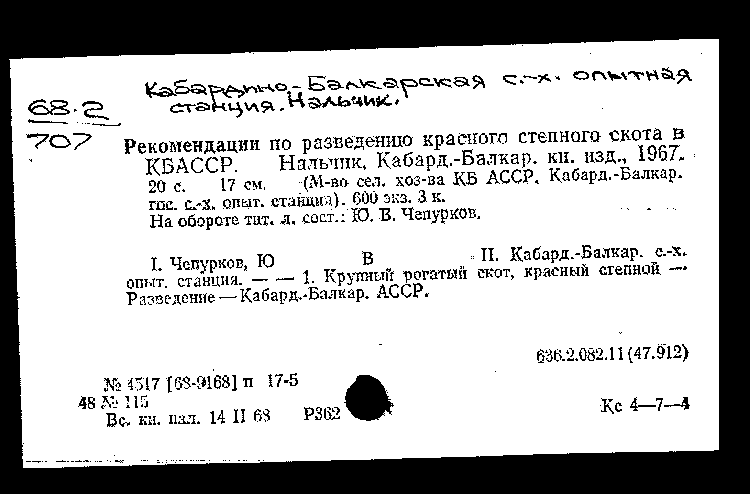 Кабардино-Балкарская с.-х. опытная
станция. Нальчик.
68-2
707
Рекомендации по разведению красного степного скота в
КБАССР. Нальчик, Кабард.-Балкар. кн. изд., 1967.
20 с. 17 см. (М-во сел. хоз-ва КБ АССР. Кабард.-Балкар.
гос. с.-х. опыт. станция). 600 экз. 3 к.
На обороте тит. л. сост.: Ю. В. Чепурков.
I. Чепурков, Ю В II. Кабард.-Балкар. с.-х.
опыт. станция. — — 1. Крупный рогатый скот, красный степной —
Разведение — Кабард.-Балкар. АССР.
636.2.082.11(47.912)
№ 4517 [68-9168] п 17-5
48 № 115
Вс. кн. пал. 14 II 68 Р362
Кс 4—7—4